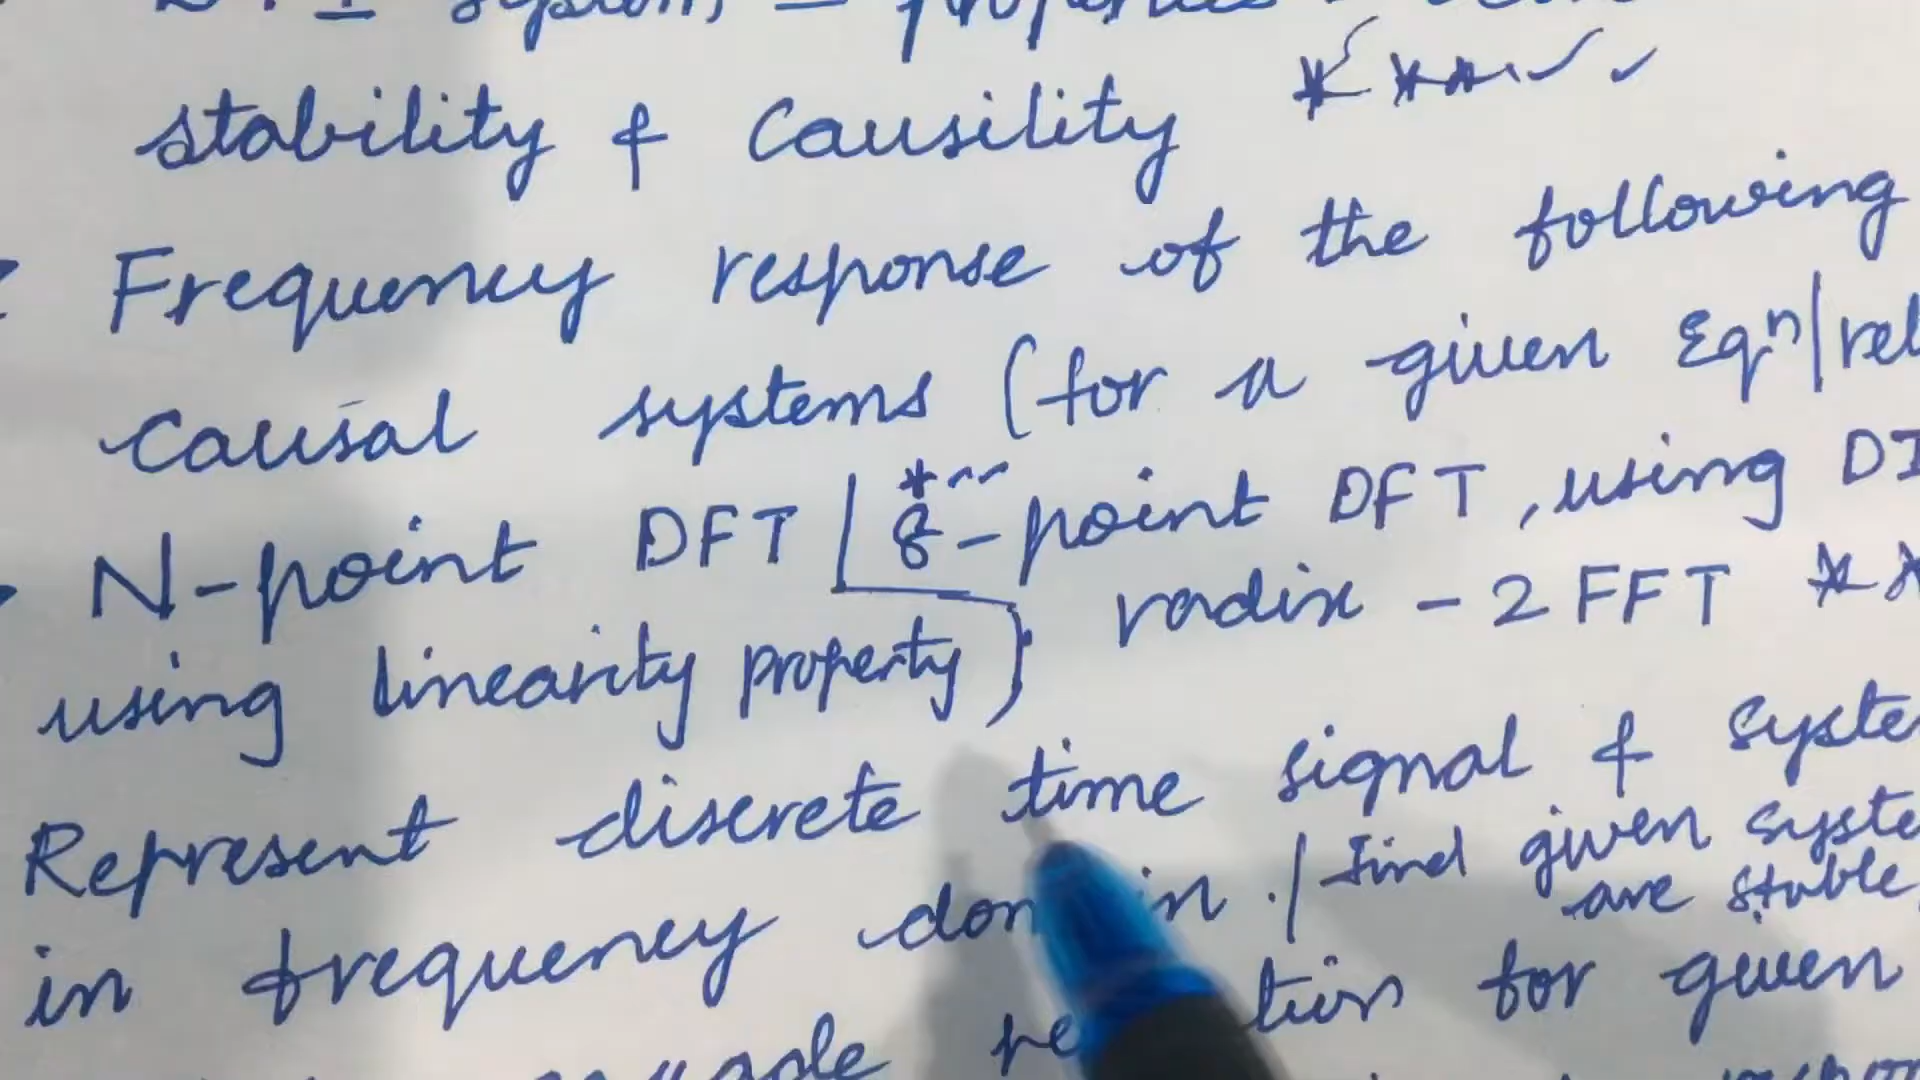 stability & Causility
Frequency response of the following
Causal systems (for a given Eqn/rel
N-point DFT / 8-point DFT, using DI
using linearity property} radix - 2 FFT **
Represent discrete time signal & syste
in frequency domain. / find given syste
are stable,
for given